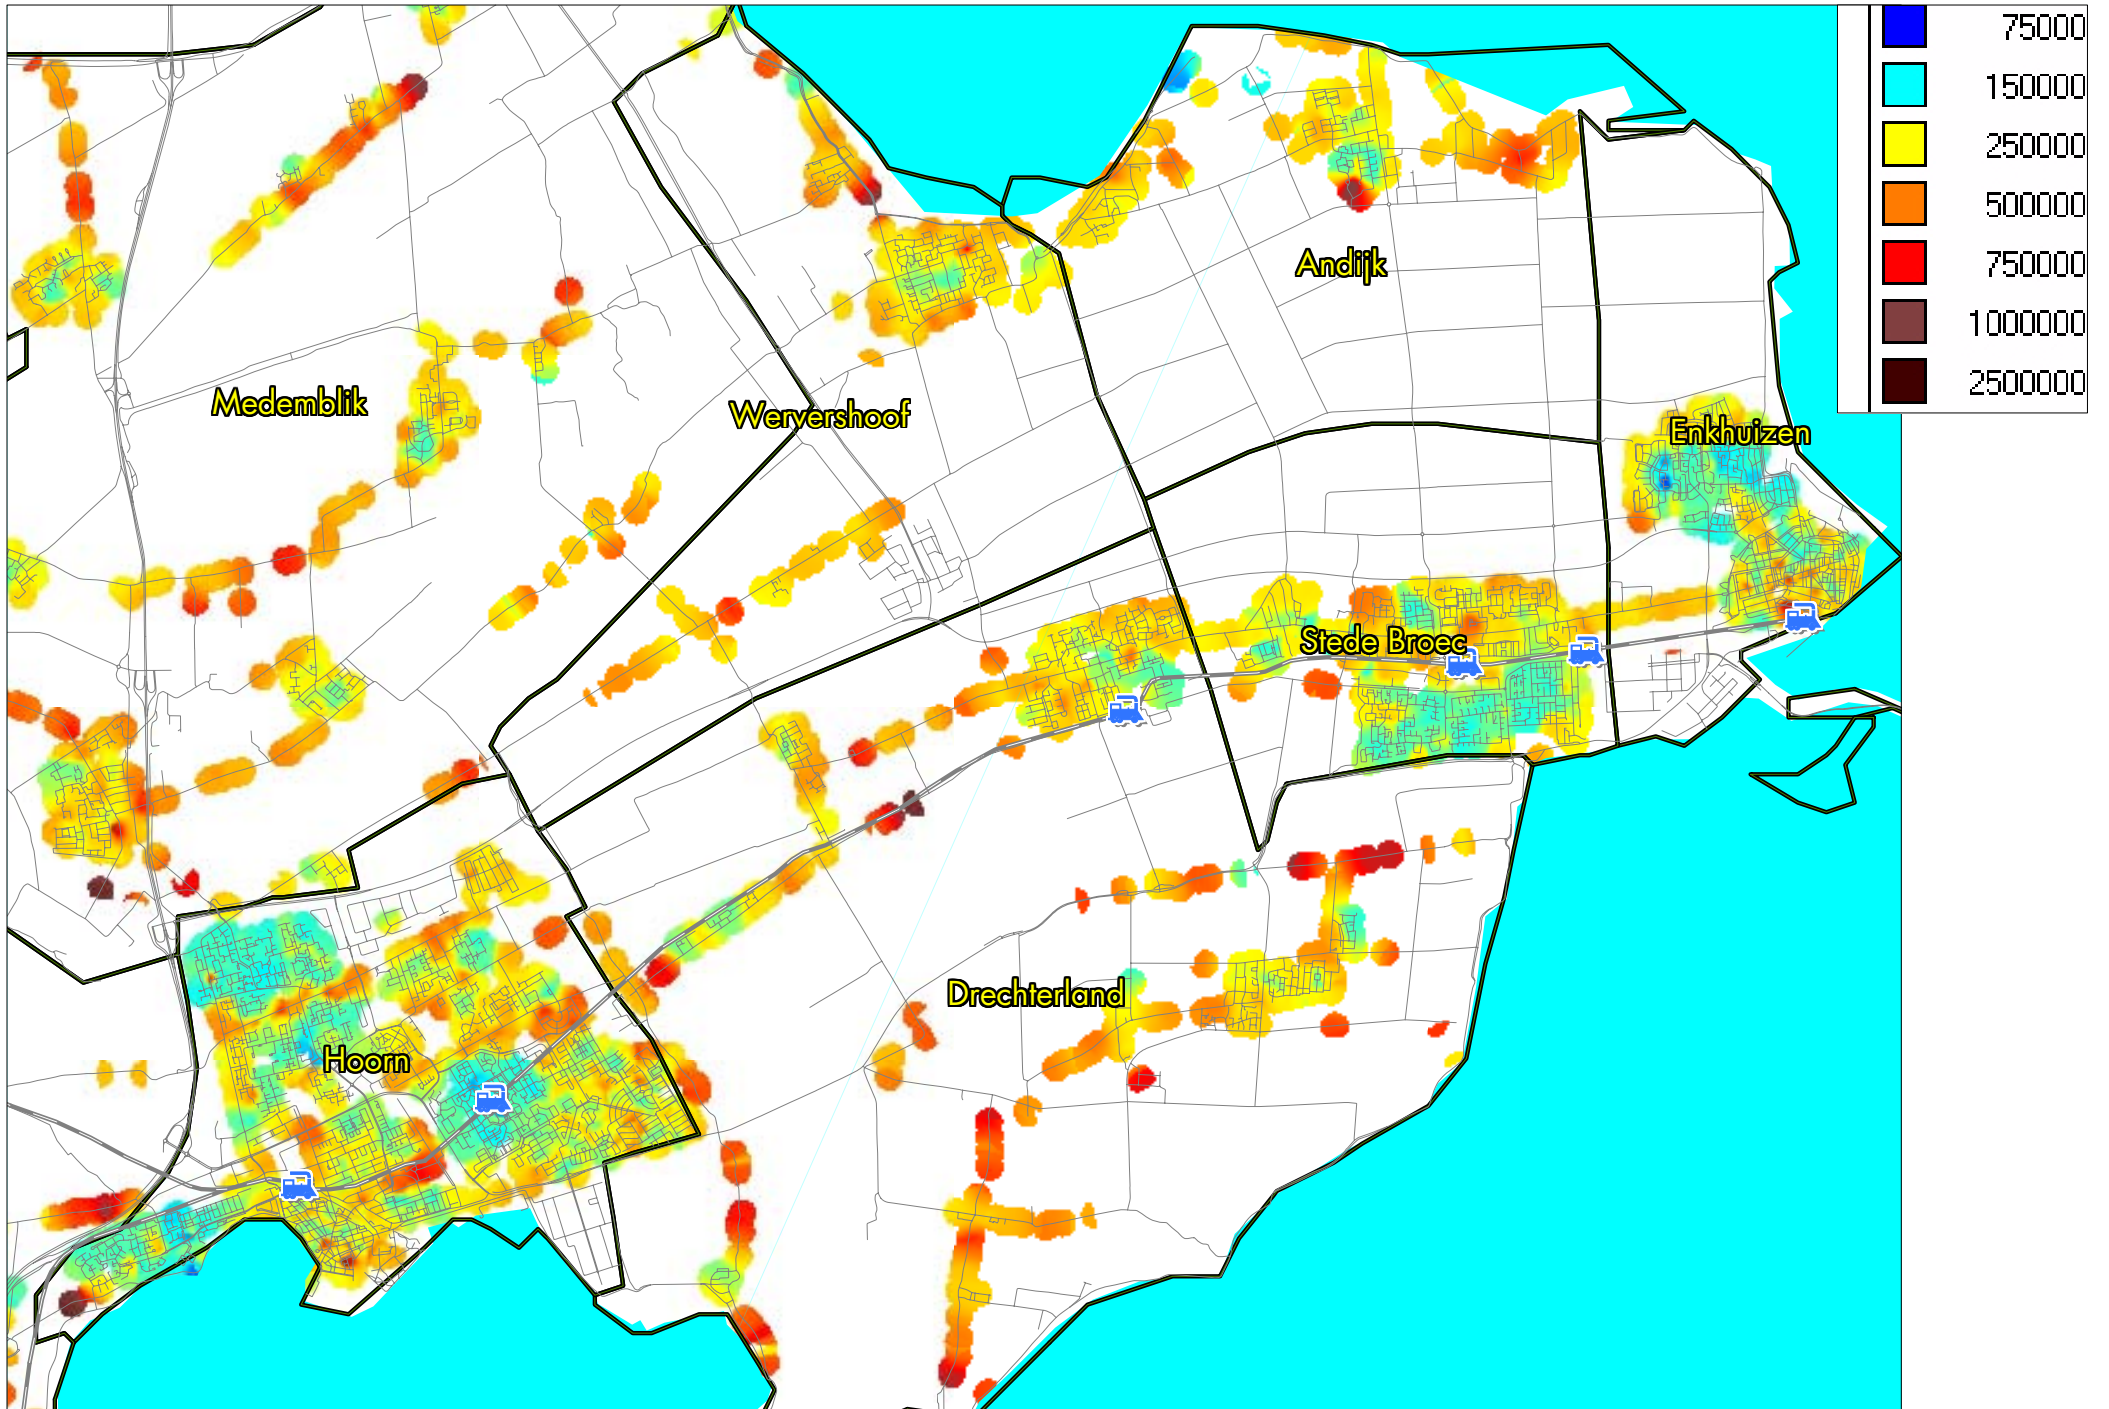 75000
150000
250000
500000
750000
1000000
2500000
Andijk
Medemblik
Wervershoof
Enkhuizen
Stede Broec
Drechterland
Hoorn